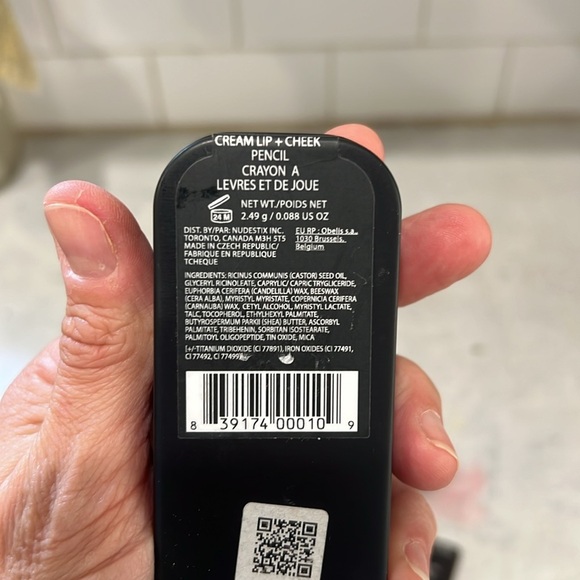 CREAM LIP + CHEEK
PENCIL
CRAYON A
LEVRES ET DE JOUE
24 M
NET WT./POIDS NET
2.49 g / 0.088 US OZ
DIST. BY/PAR: NUDESTIX INC.
TORONTO, CANADA M3H 5T5
MADE IN CZECH REPUBLIC/
FABRIQUE EN REPUBLIQUE
TCHEQUE
EU RP : Obelis s.a.,
1030 Brussels,
Belgium
INGREDIENTS: RICINUS COMMUNIS (CASTOR) SEED OIL,
GLYCERYL RICINOLEATE, CAPRYLIC/ CAPRIC TRYGLYCERIDE,
EUPHORBIA CERIFERA (CANDELILLA) WAX, BEESWAX
(CERA ALBA), MYRISTYL MYRISTATE, COPERNICA CERIFERA
(CARNAUBA) WAX, CETYL ALCOHOL, MYRISTYL LACTATE,
TALC, TOCOPHEROL, ETHYLHEXYL PALMITATE,
BUTYROSPERMUM PARKII (SHEA) BUTTER, ASCORBYL
PALMITATE, TRIBEHENIN, SORBITAN ISOSTEARATE,
PALMITOYL OLIGOPEPTIDE, TIN OXIDE, MICA
[+/-TITANIUM DIOXIDE (CI 77891), IRON OXIDES (CI 77491,
CI 77492, CI 77499)]
8 39174 00010 9